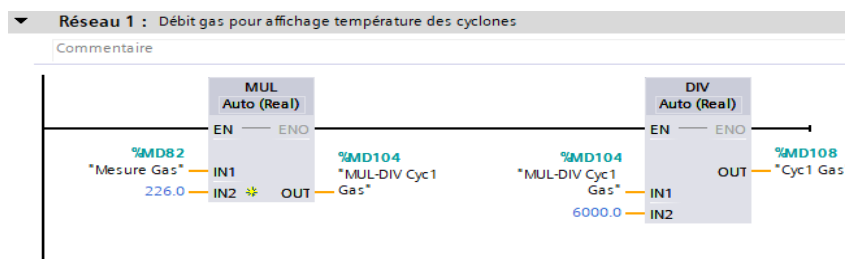 Réseau 1 : Débit gas pour affichage température des cyclones
Commentaire
MUL
Auto (Real)
EN ENO
%MD82
"Mesure Gas" IN1
226.0 IN2 OUT
%MD104
"MUL-DIV Cyc1
Gas"
DIV
Auto (Real)
EN ENO
%MD104
"MUL-DIV Cyc1
Gas" IN1
6000.0 IN2
OUT
%MD108
"Cyc1 Gas